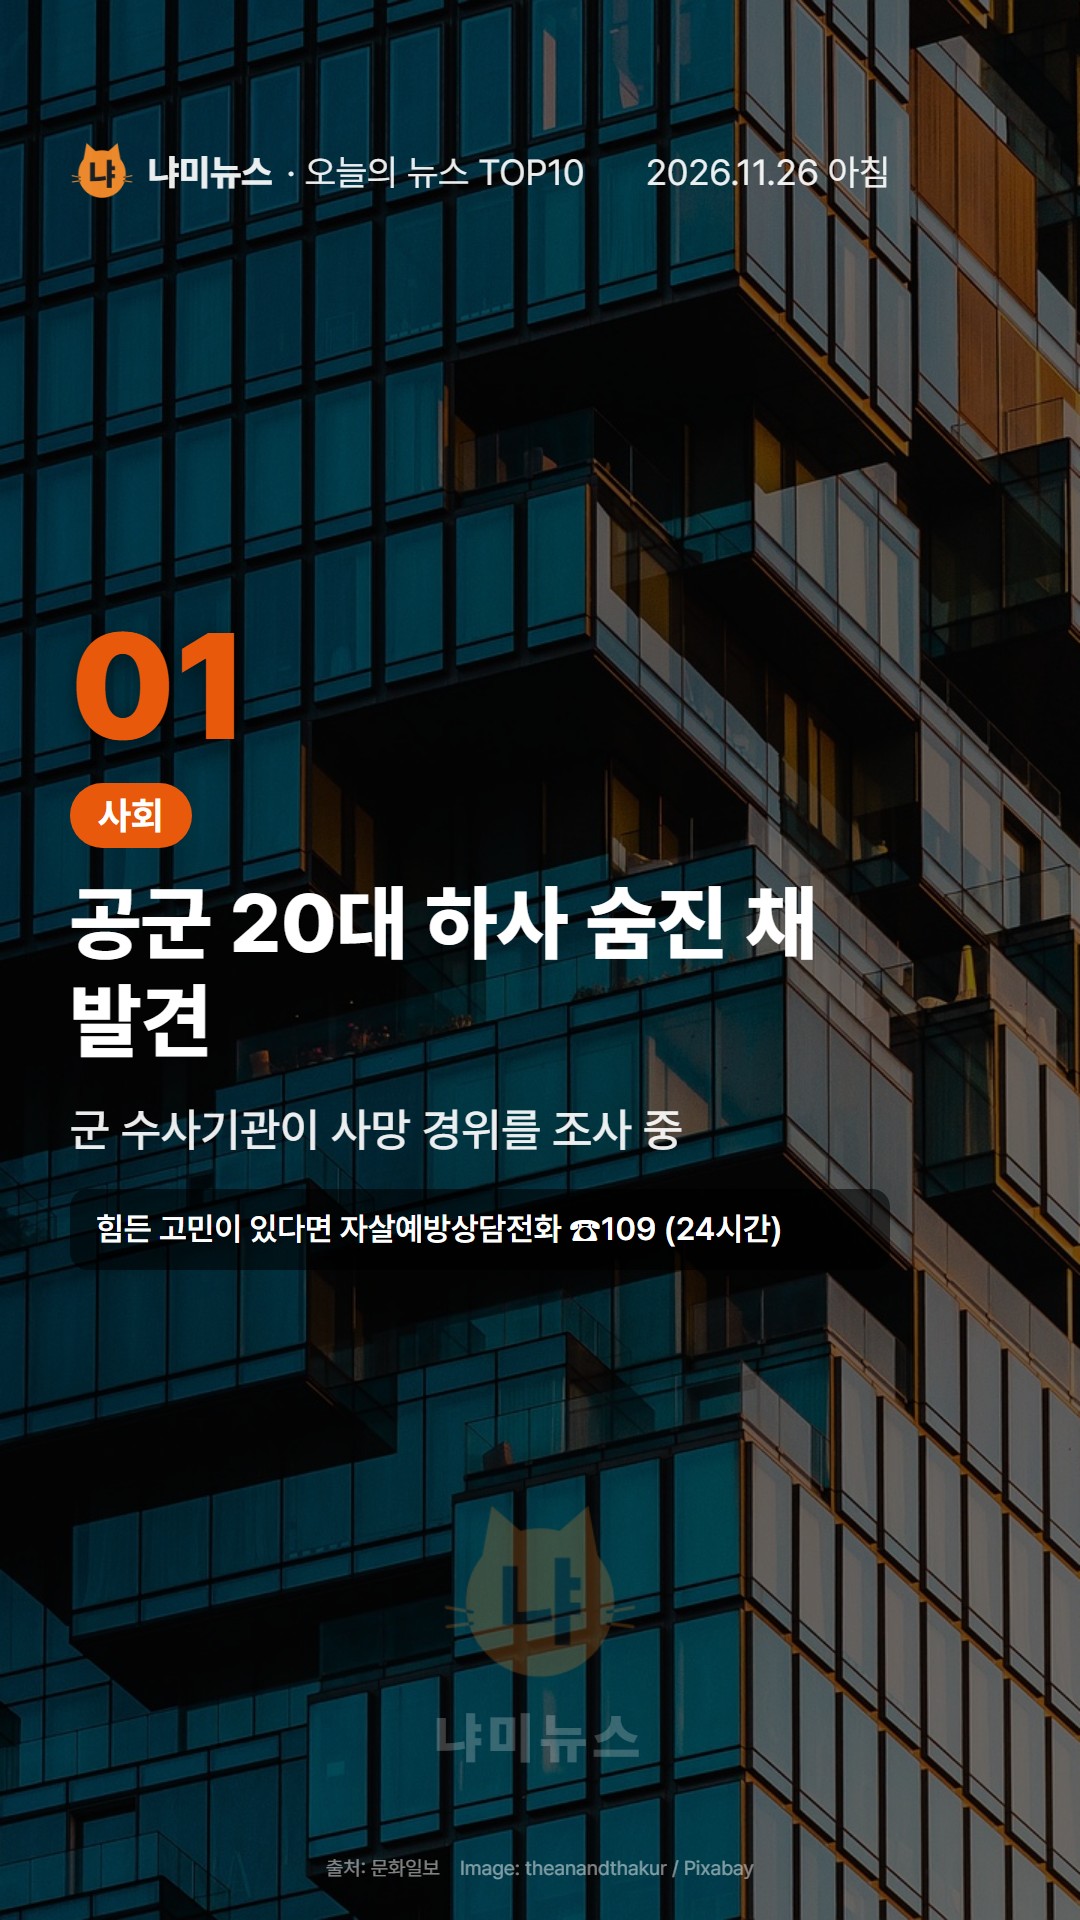 냐 냐미뉴스 · 오늘의 뉴스 TOP10 2026.11.26 아침
01
사회
공군 20대 하사 숨진 채
발견
군 수사기관이 사망 경위를 조사 중
힘든 고민이 있다면 자살예방상담전화 ☎109 (24시간)
냐
냐미뉴스
출처: 문화일보 Image: theanandthakur / Pixabay